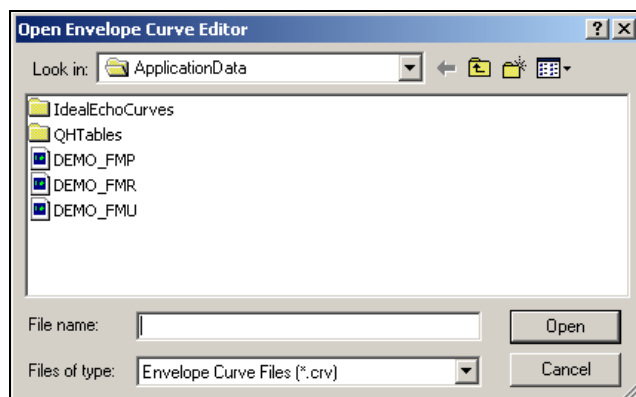 Open Envelope Curve Editor
Look in: ApplicationData
IdealEchoCurves
QHTables
DEMO_FMP
DEMO_FMR
DEMO_FMU
File name: Open
Files of type: Envelope Curve Files (*.crv) Cancel